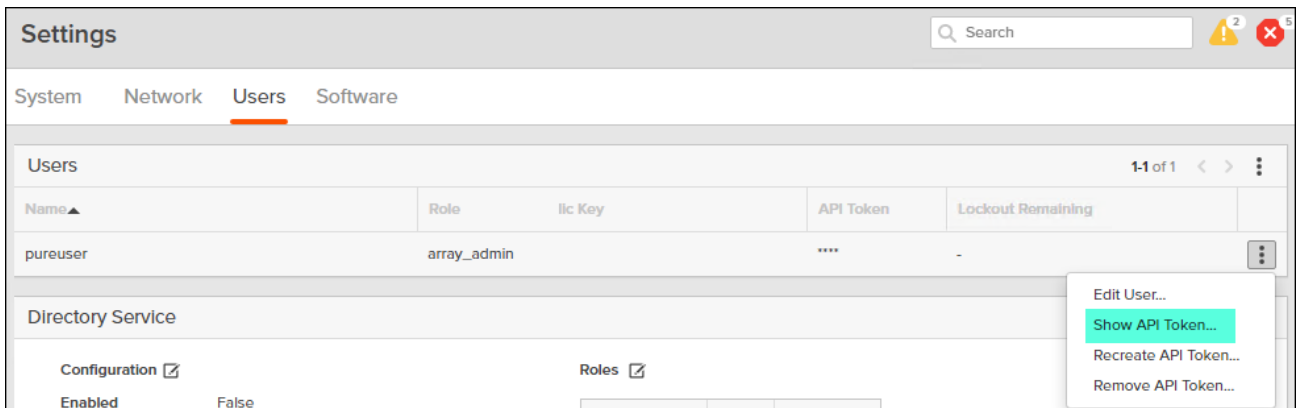 Settings
Search
2
5
System Network Users Software
Users
1-1 of 1
Name Role lic Key API Token Lockout Remaining
pureuser array_admin **** -
Edit User...
Directory Service
Show API Token...
Recreate API Token...
Configuration Roles
Remove API Token...
Enabled False